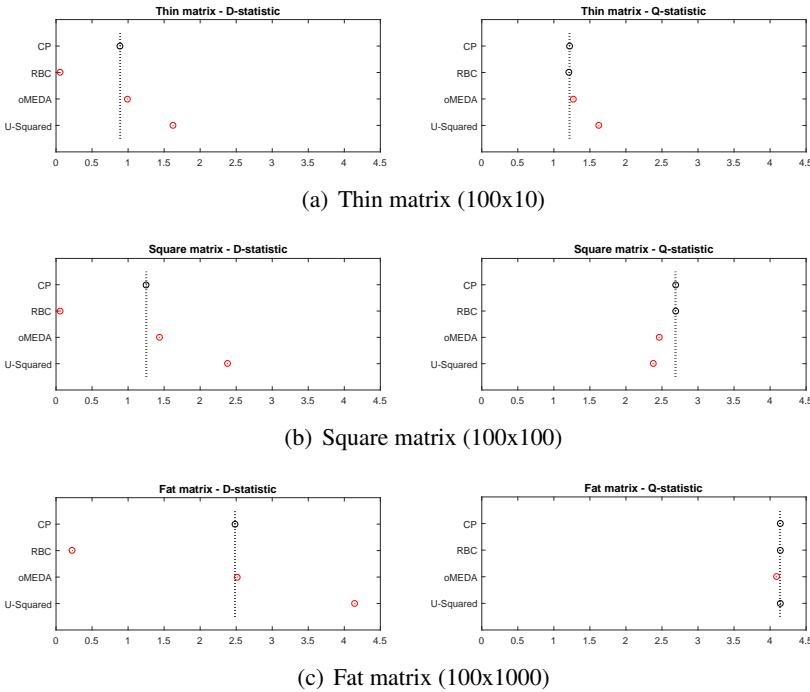 Thin matrix - D-statistic
CP
RBC
oMEDA
U-Squared
0 0.5 1 1.5 2 2.5 3 3.5 4 4.5
Thin matrix - Q-statistic
CP
RBC
oMEDA
U-Squared
0 0.5 1 1.5 2 2.5 3 3.5 4 4.5
(a) Thin matrix (100x10)
Square matrix - D-statistic
CP
RBC
oMEDA
U-Squared
0 0.5 1 1.5 2 2.5 3 3.5 4 4.5
Square matrix - Q-statistic
CP
RBC
oMEDA
U-Squared
0 0.5 1 1.5 2 2.5 3 3.5 4 4.5
(b) Square matrix (100x100)
Fat matrix - D-statistic
CP
RBC
oMEDA
U-Squared
0 0.5 1 1.5 2 2.5 3 3.5 4 4.5
Fat matrix - Q-statistic
CP
RBC
oMEDA
U-Squared
0 0.5 1 1.5 2 2.5 3 3.5 4 4.5
(c) Fat matrix (100x1000)